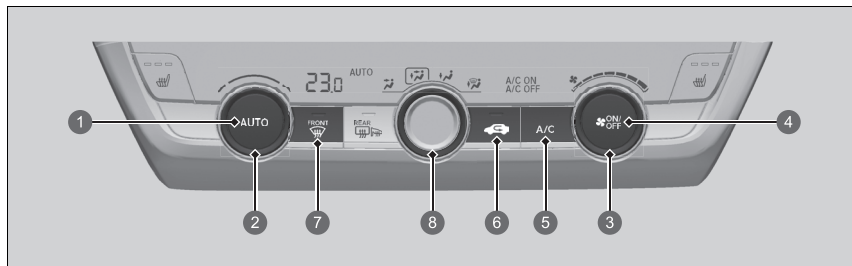 23.0
AUTO
A/C ON
A/C OFF
AUTO
FRONT
REAR
A/C
ON/
OFF
1
2
7
8
6
5
3
4